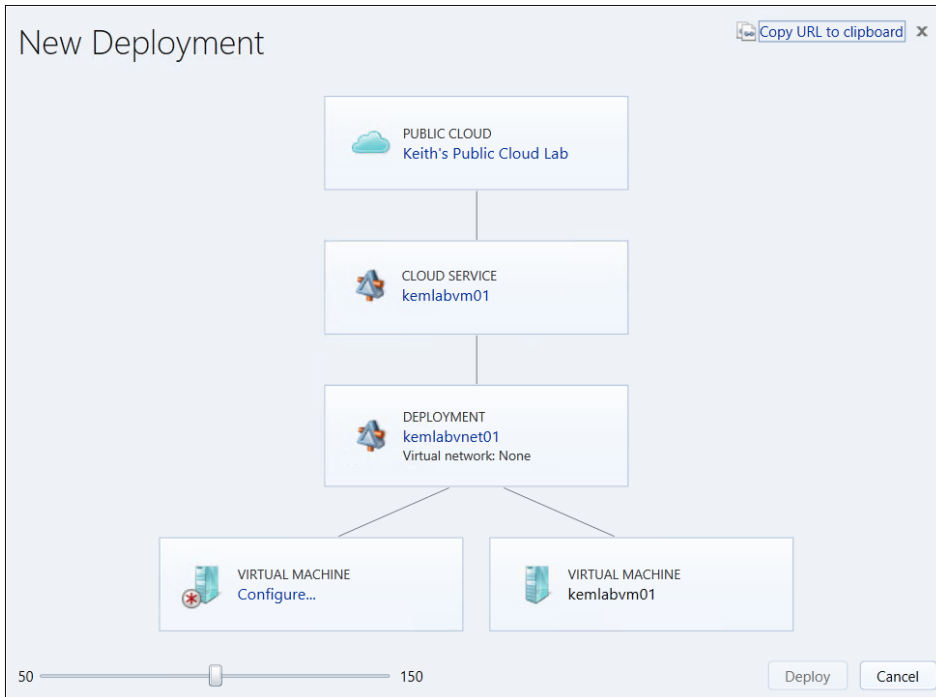 New Deployment
Copy URL to clipboard
x
PUBLIC CLOUD
Keith's Public Cloud Lab
CLOUD SERVICE
kemlabvm01
DEPLOYMENT
kemlabvnet01
Virtual network: None
VIRTUAL MACHINE
Configure...
VIRTUAL MACHINE
kemlabvm01
50
150
Deploy
Cancel